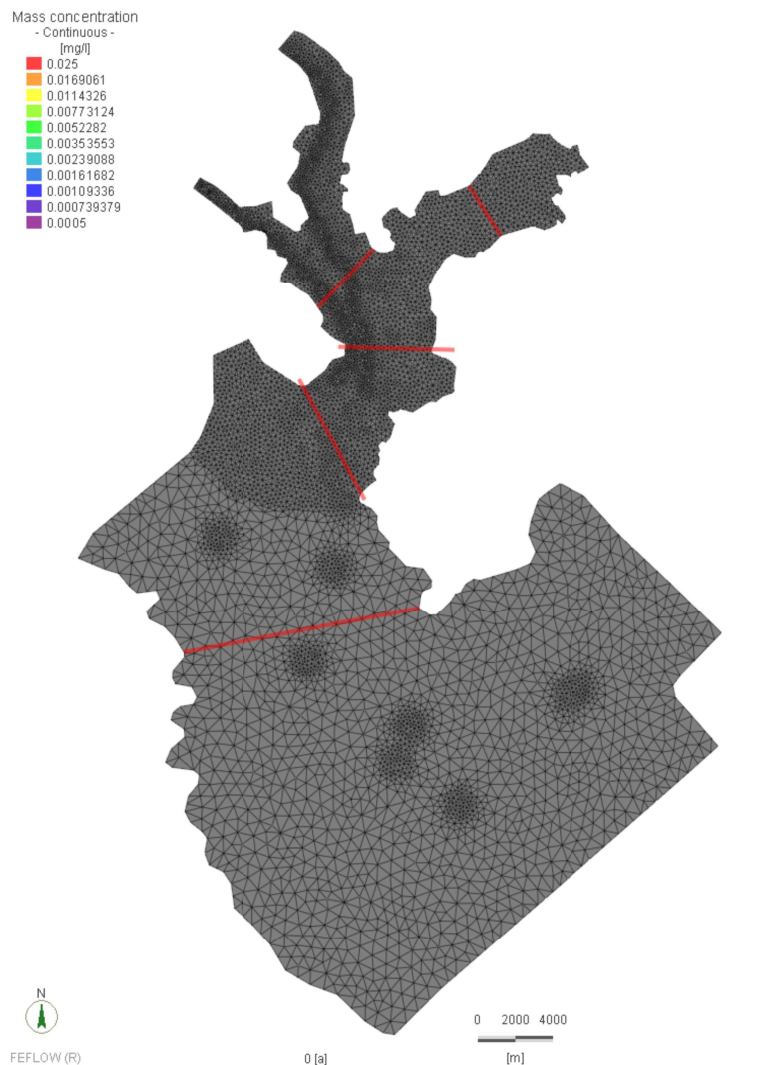 Mass concentration
- Continuous -
[mg/l]
0.025
0.0169061
0.0114326
0.00773124
0.0052282
0.00353553
0.00239088
0.00161682
0.00109336
0.000739379
0.0005
N
0 2000 4000
FEFLOW (R)
0 [a]
[m]